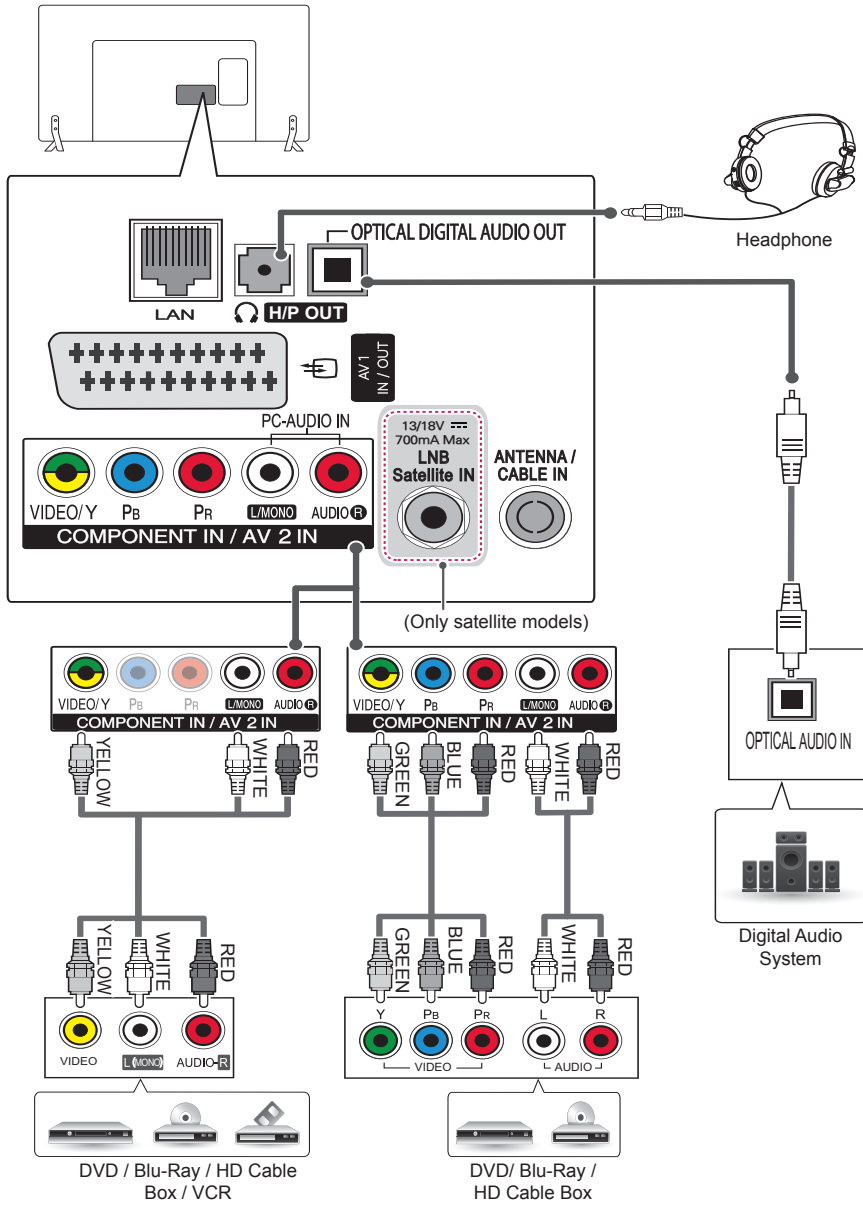 OPTICAL DIGITAL AUDIO OUT
Headphone
LAN
H/P OUT
AV1
IN / OUT
PC-AUDIO IN
13/18V
700mA Max
LNB
Satellite IN
ANTENNA /
CABLE IN
VIDEO/Y PB PR L/MONO AUDIO R
COMPONENT IN / AV 2 IN
(Only satellite models)
VIDEO/Y PB PR L/MONO AUDIO R
COMPONENT IN / AV 2 IN
VIDEO/Y PB PR L/MONO AUDIO R
COMPONENT IN / AV 2 IN
OPTICAL AUDIO IN
YELLOW WHITE RED
GREEN BLUE RED WHITE RED
Digital Audio
System
YELLOW WHITE RED
GREEN BLUE RED WHITE RED
VIDEO L(MONO) AUDIO-R
Y PB PR L R
VIDEO AUDIO
DVD / Blu-Ray / HD Cable
Box / VCR
DVD/ Blu-Ray /
HD Cable Box